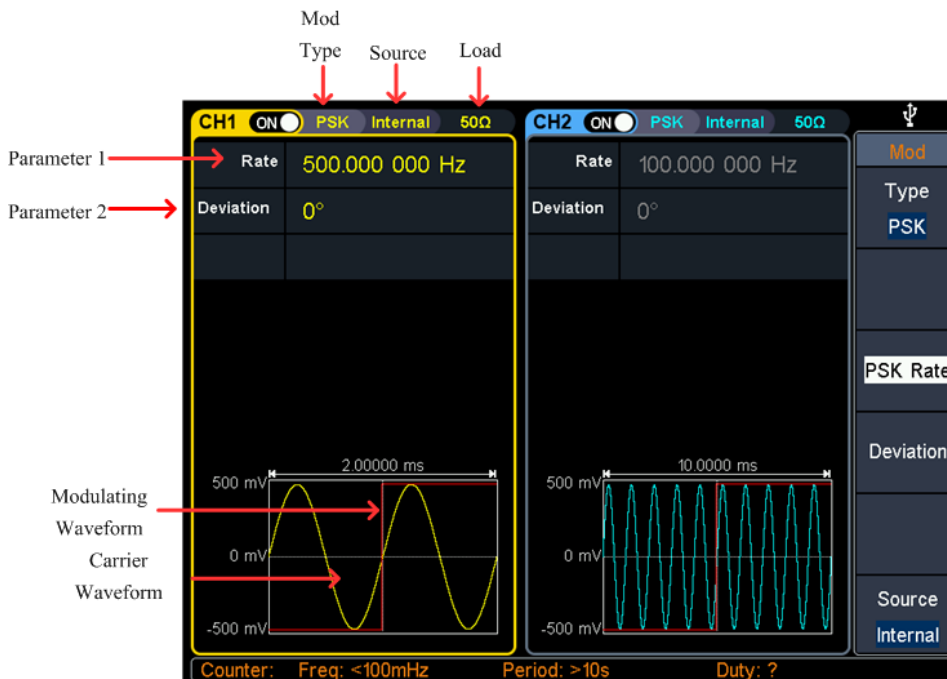 Mod
Type Source Load
CH1 ON PSK Internal 50Ω CH2 ON PSK Internal 50Ω
Mod
Parameter 1 Rate 500.000 000 Hz Rate 100.000 000 Hz
Type
Parameter 2 Deviation 0° Deviation 0°
PSK
PSK Rate
Deviation
2.00000 ms 10.0000 ms
500 mV 500 mV
Modulating
Waveform
0 mV 0 mV
Carrier
Waveform
Source
-500 mV -500 mV
Internal
Counter: Freq: <100mHz Period: >10s Duty: ?